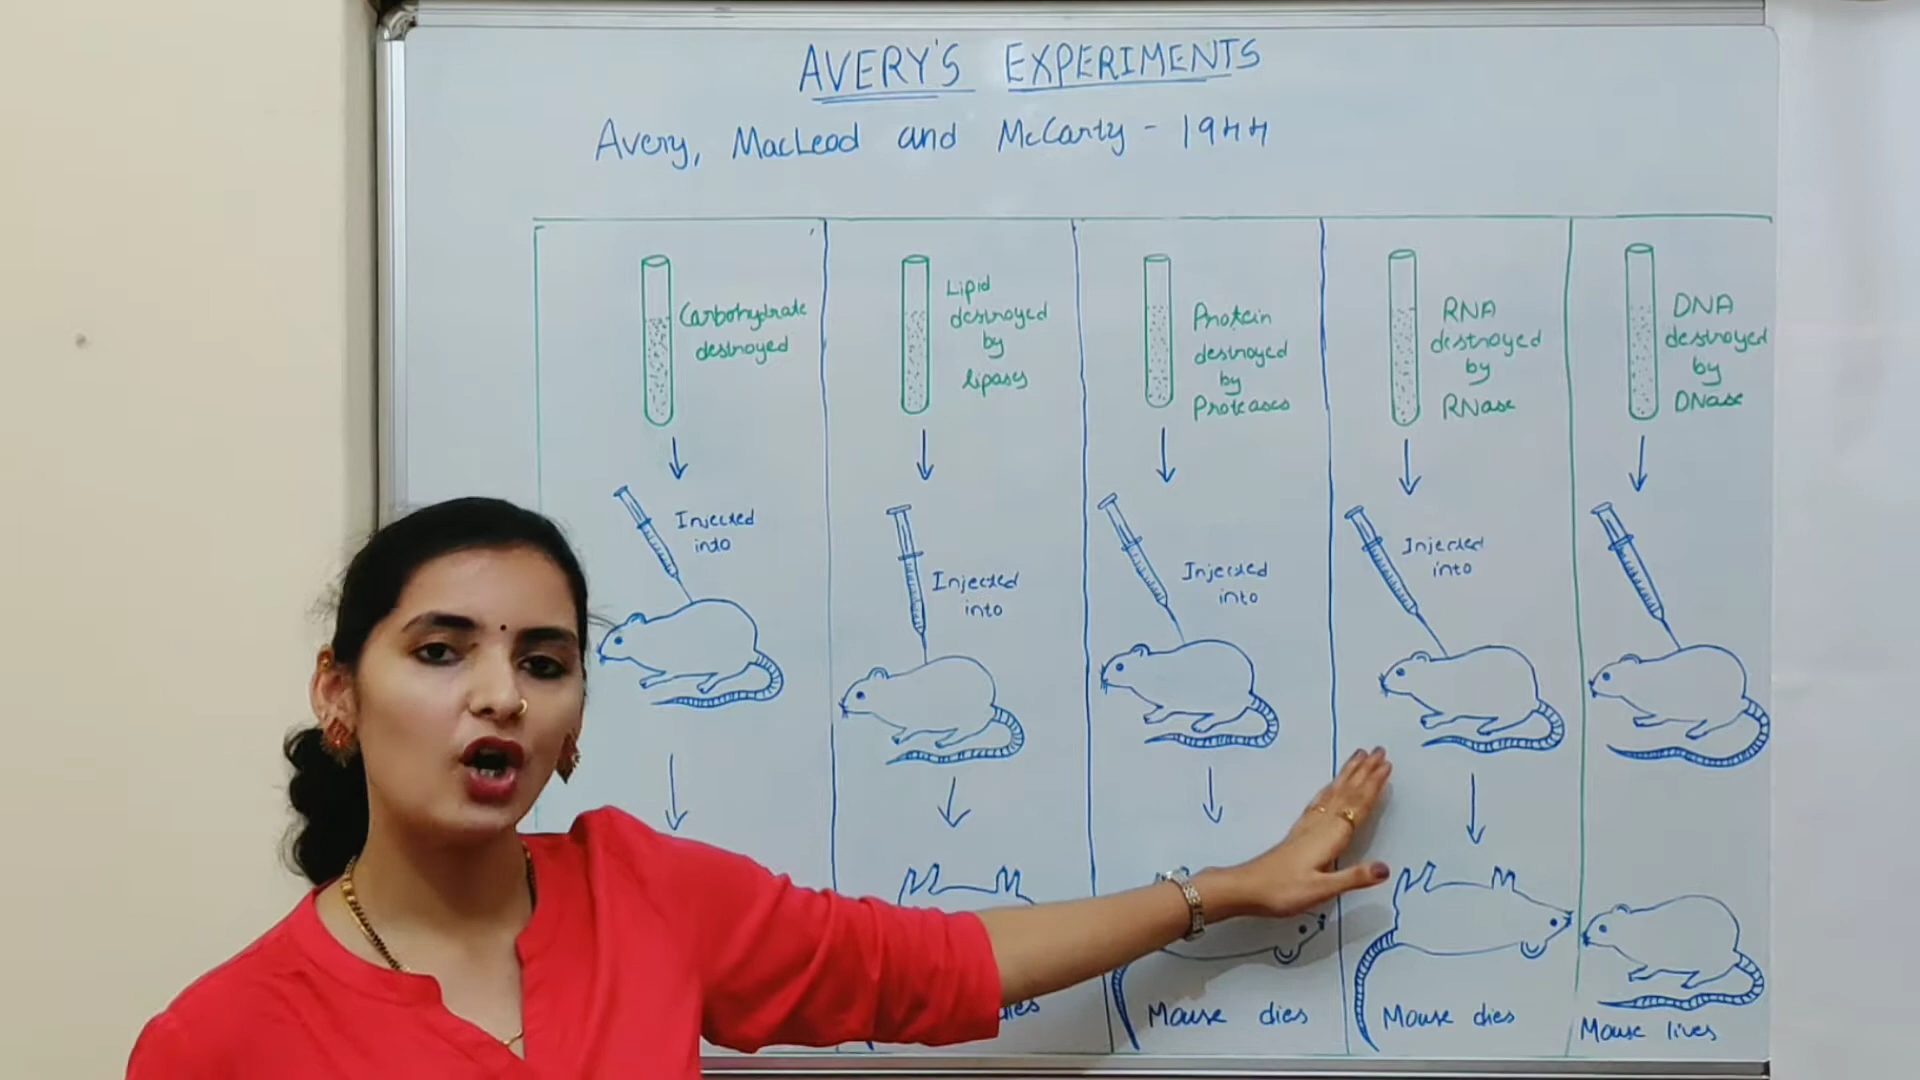 AVERY'S EXPERIMENTS
Avery, MacLeod and McCarty - 1944
Carbohydrate
destroyed
Injected
into
Lipid
destroyed
by
lipases
Injected
into
dies
Protein
destroyed
by
Proteases
Injected
into
Mouse dies
RNA
destroyed
by
RNase
Injected
into
Mouse dies
DNA
destroyed
by
DNase
Mouse lives